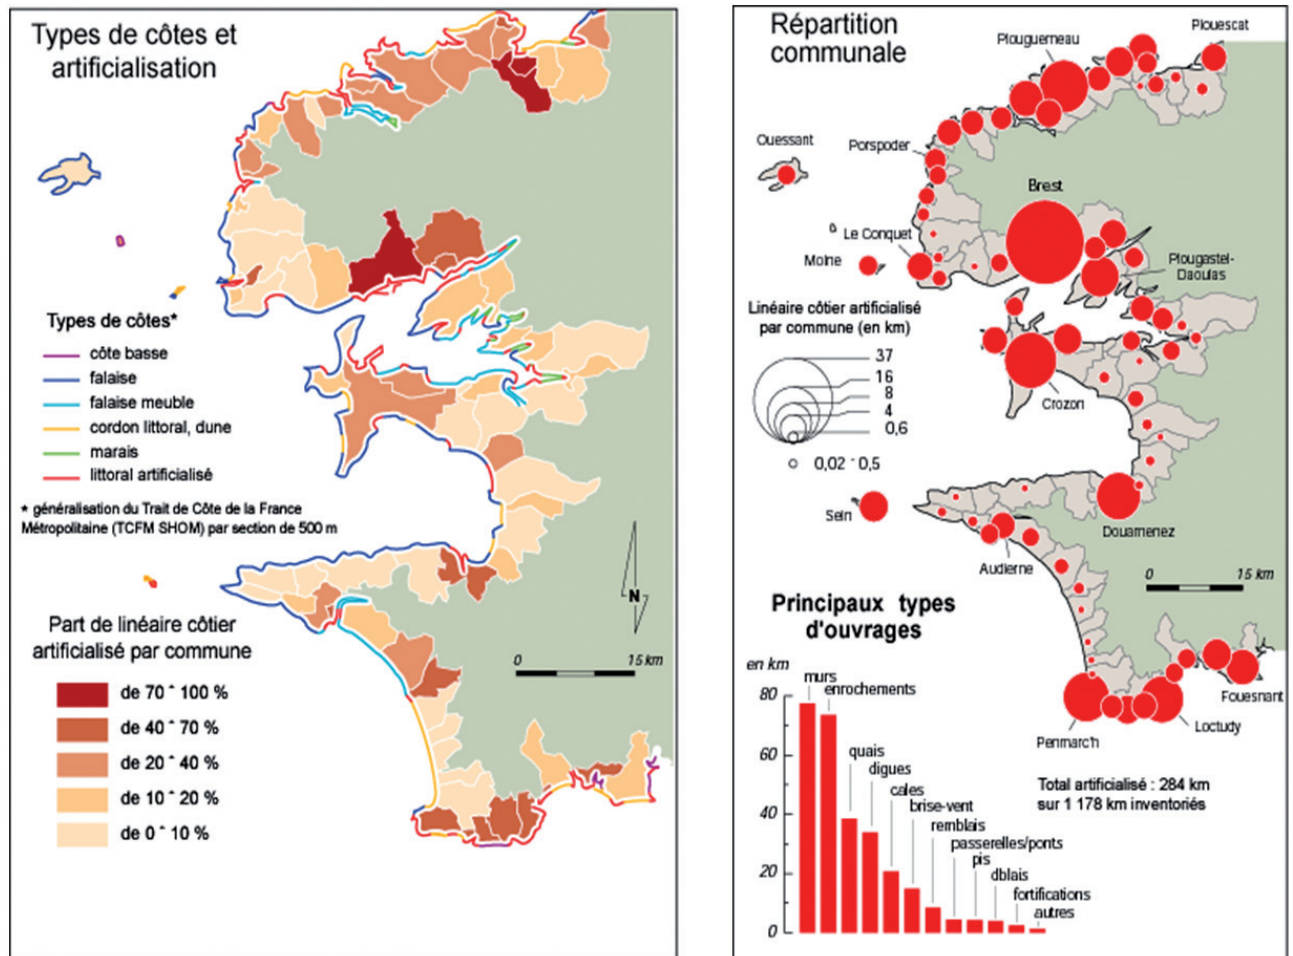 Types de côtes et
artificialisation
Types de côtes*
côte basse
falaise
falaise meuble
cordon littoral, dune
marais
littoral artificialisé
* généralisation du Trait de Côte de la France
Métropolitaine (TCFM SHOM) par section de 500 m
Part de linéaire côtier
artificialisé par commune
de 70 ˆ 100 %
de 40 ˆ 70 %
de 20 ˆ 40 %
de 10 ˆ 20 %
de 0 ˆ 10 %
N
0 15 km
Répartition
communale
Plouescat
Plouguerneau
Ouessant
Porspoder
Brest
Le Conquet
Molne
Plougastel-
Daoulas
Linéaire côtier artificialisé
par commune (en km)
37
16
8
4
0,6
0,02 ˆ 0,5
Crozon
Sein
Douarnenez
Audierne
0 15 km
Principaux types
d'ouvrages
en km
80
60
40
20
0
murs
enrochements
quais
digues
cales
brise-vent
remblais
passerelles/ponts
pis
dblais
fortifications
autres
Penmarc'h
Loctudy
Fouesnant
Total artificialisé : 284 km
sur 1 178 km inventoriés